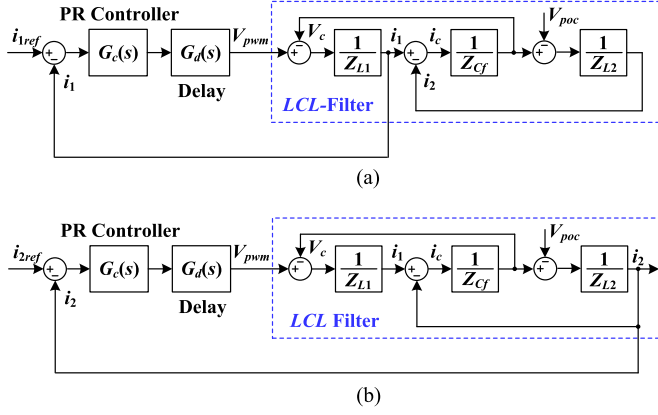 PR Controller
i1ref
+
−
i1
Gc(s)
Gd(s)
Delay
Vpwm
+
−
Vc
1
ZL1
i1
+
−
ic
i2
1
ZCf
Vpoc
+
−
1
ZL2
LCL-Filter
(a)
PR Controller
i2ref
+
−
i2
Gc(s)
Gd(s)
Delay
Vpwm
+
−
Vc
1
ZL1
i1
+
−
ic
1
ZCf
Vpoc
+
−
1
ZL2
i2
LCL Filter
(b)